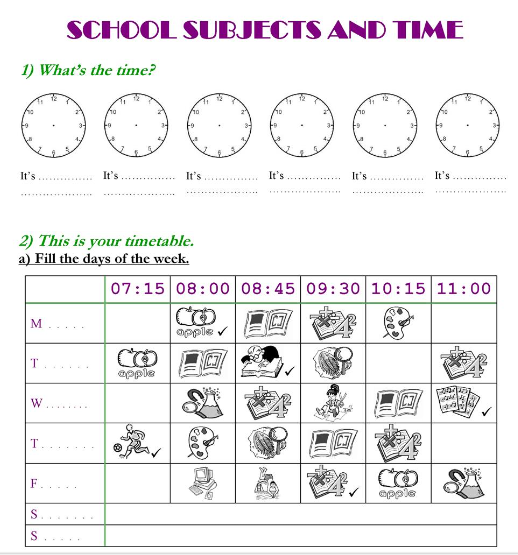 SCHOOL SUBJECTS AND TIME
1) What's the time?
It's .............. It's .............. It's .............. It's .............. It's .............. It's ..............
2) This is your timetable.
a) Fill the days of the week.
07:15 08:00 08:45 09:30 10:15 11:00
M . . . . .
apple
T . . . . . . .
apple
W. . . . . . .
T. . . . . . . .
F. . . . .
apple
S. . . . . . .
S . . . . .